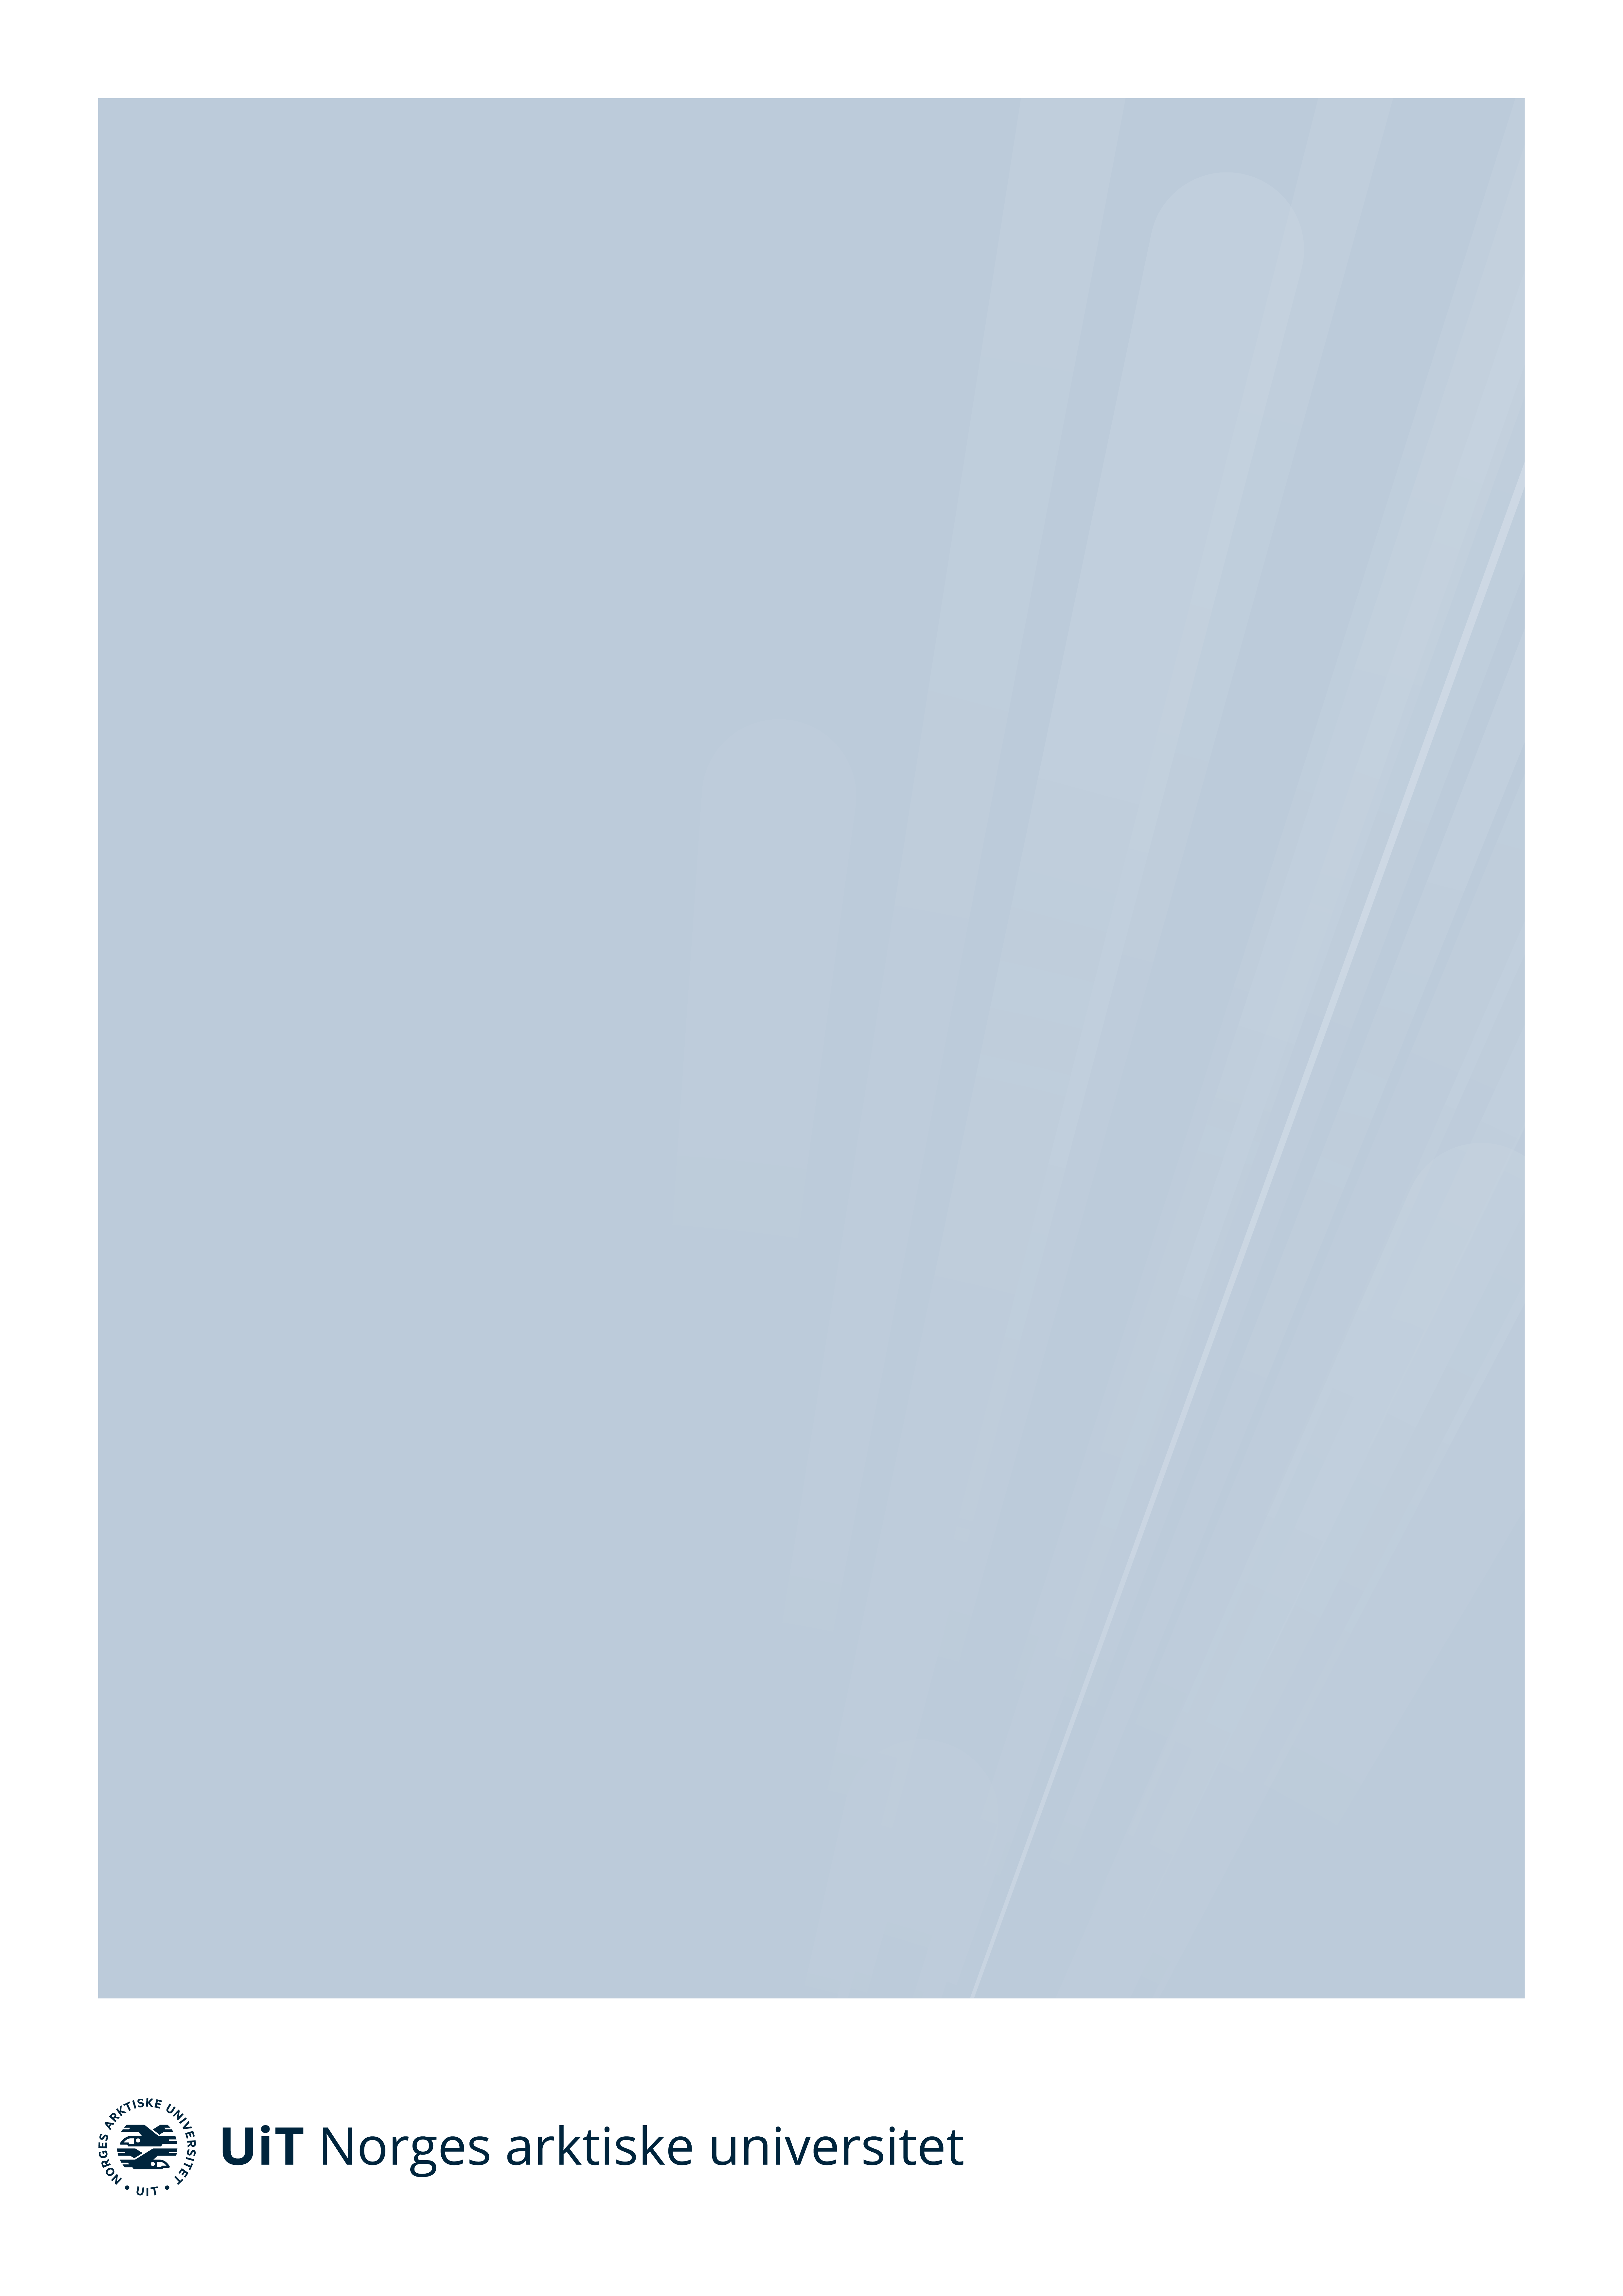 NORGES ARKTISKE UNIVERSITET
• UIT •
UiT Norges arktiske universitet